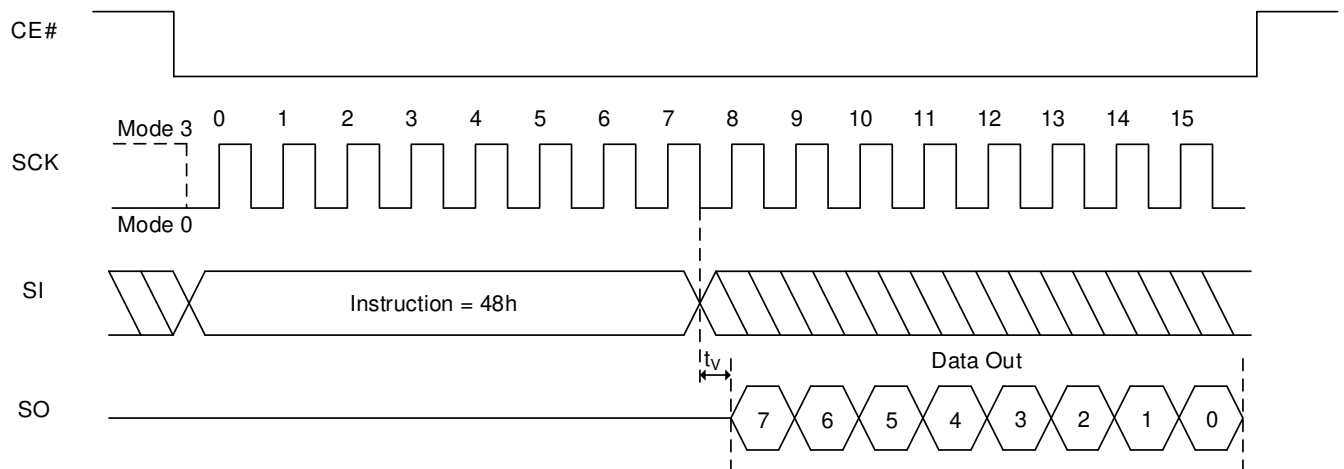 CE#
Mode 3
0 1 2 3 4 5 6 7 8 9 10 11 12 13 14 15
SCK
Mode 0
SI
Instruction = 48h
tV
Data Out
SO
7 6 5 4 3 2 1 0